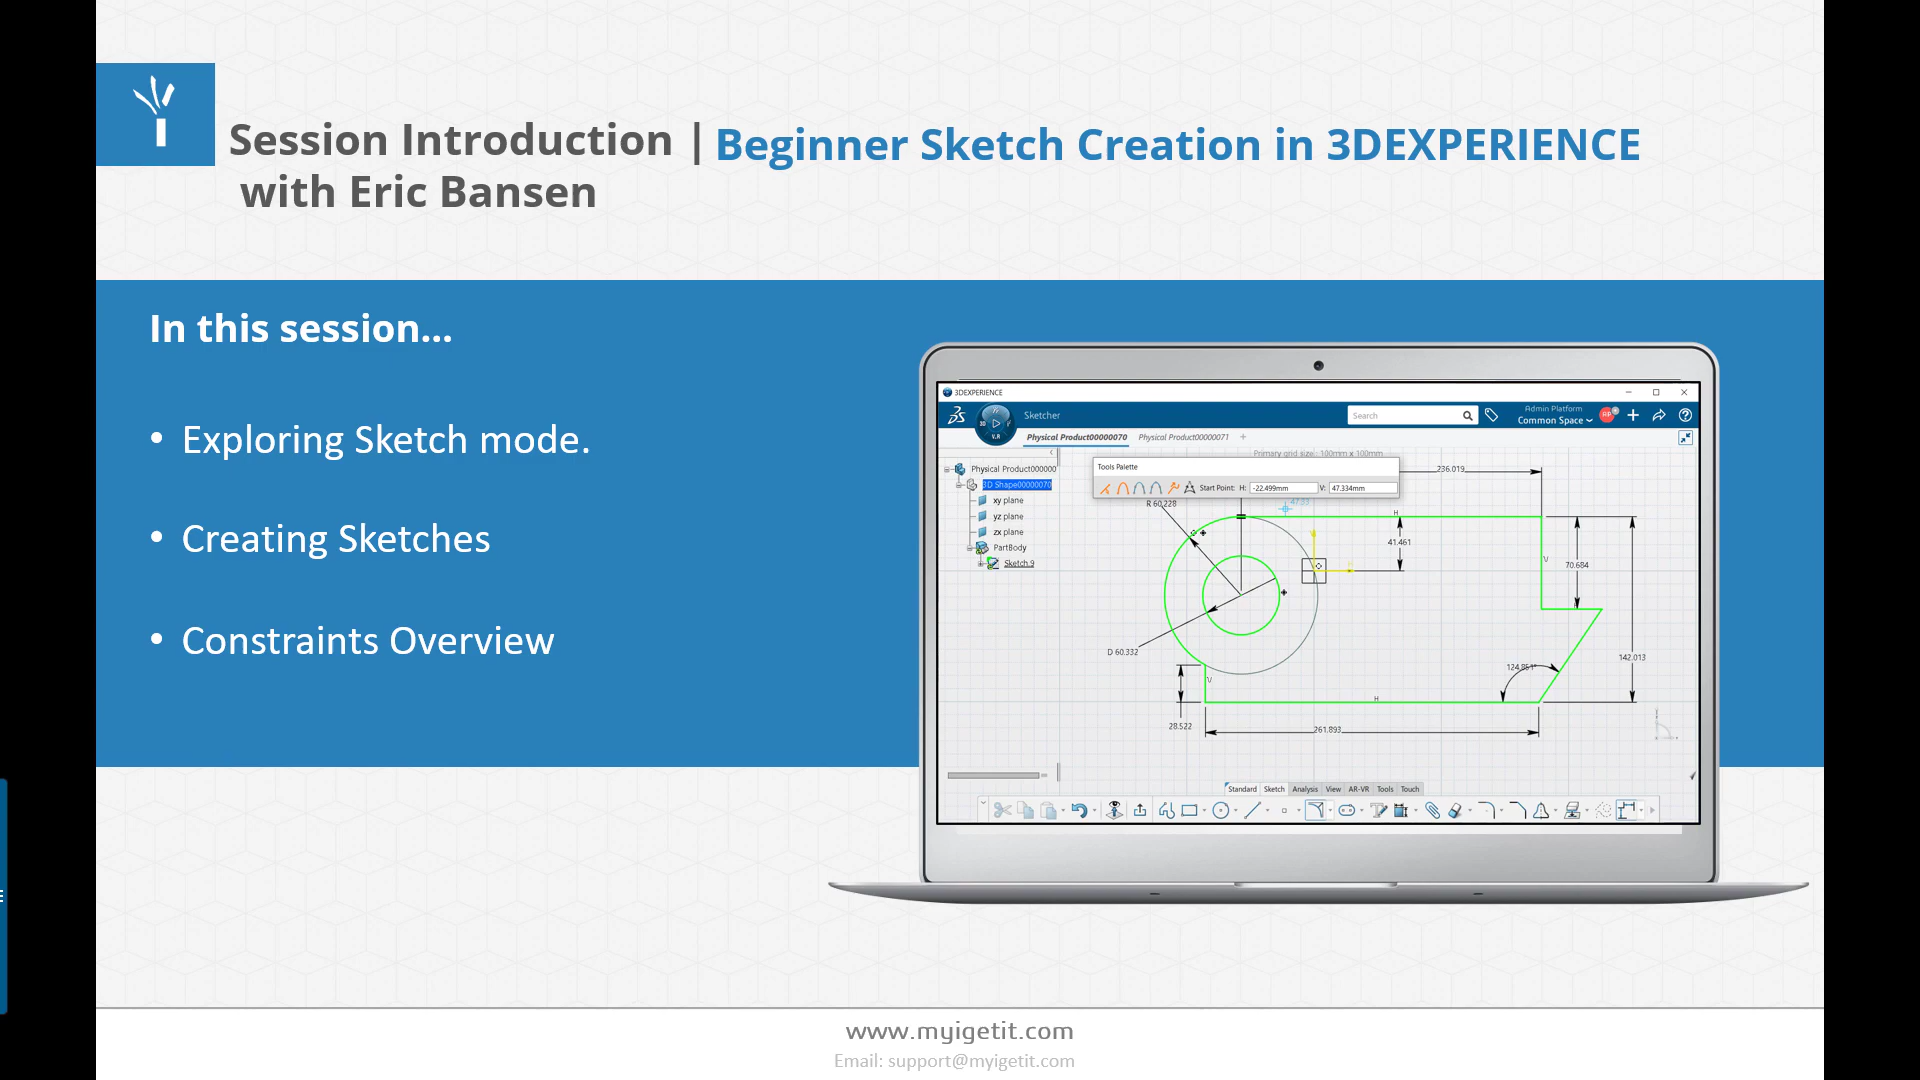 Session Introduction | Beginner Sketch Creation in 3DEXPERIENCE
with Eric Bansen
In this session...
• Exploring Sketch mode.
• Creating Sketches
• Constraints Overview
3DEXPERIENCE
Sketcher
Search
Admin Platform
Common Space
Physical Product00000070
Physical Product00000071
Primary grid size : 100mm x 100mm
Physical Product000000
3D Shape00000070
xy plane
yz plane
zx plane
PartBody
Sketch.9
Tools Palette
Start Point: H: -22.499mm V: 47.334mm
236.019
R 60.228
47.33
H
41.461
V
70.684
D 60.332
V
124.851°
142.013
H
28.522
261.893
Standard Sketch Analysis View AR-VR Tools Touch
www.myigetit.com
Email: support@myigetit.com